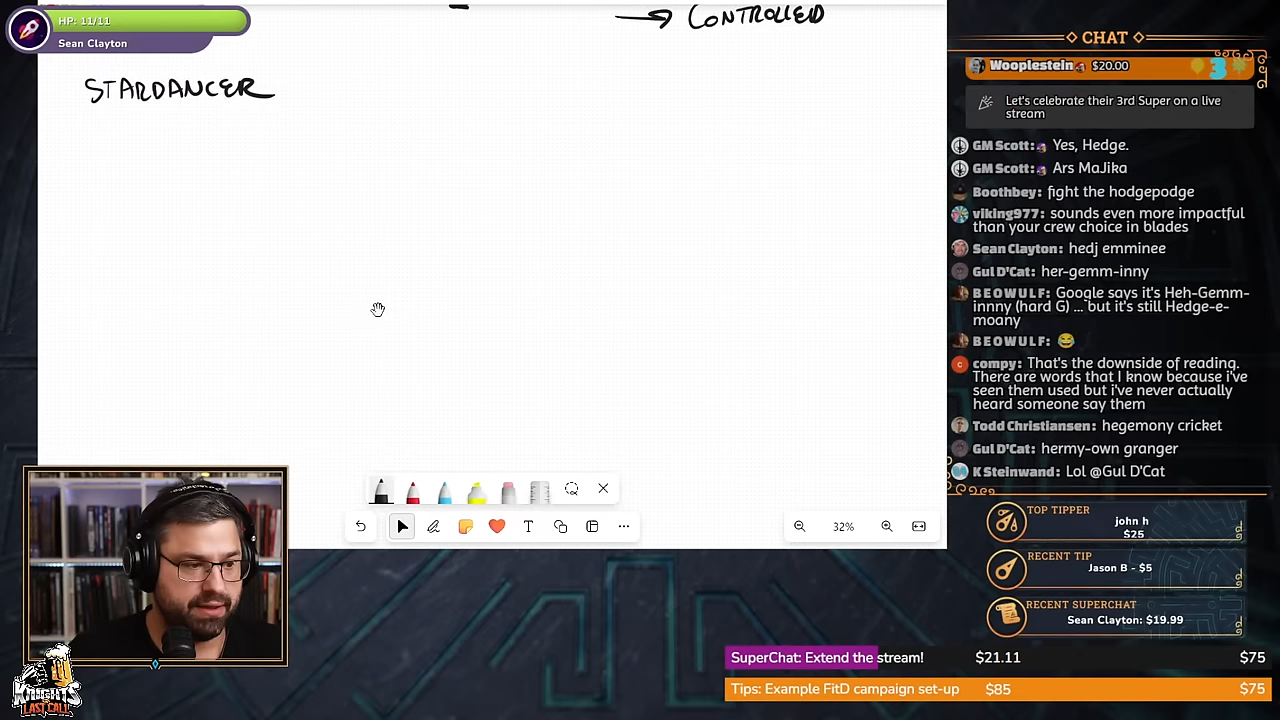 HP: 11/11
Sean Clayton
→ CONTROLLED
STARDANCER
CHAT
Wooplestein $20.00
3
Let's celebrate their 3rd Super on a live
stream
GM Scott: Yes, Hedge.
GM Scott: Ars MaJika
Boothbey: fight the hodgepodge
viking977: sounds even more impactful
than your crew choice in blades
Sean Clayton: hedj emminee
Gul D'Cat: her-gemm-inny
BEOWULF: Google says it's Heh-Gemm-
innny (hard G) ... but it's still Hedge-e-
moany
BEOWULF: 😂
C compy: That's the downside of reading.
There are words that I know because i've
seen them used but i've never actually
heard someone say them
Todd Christiansen: hegemony cricket
Gul D'Cat: hermy-own granger
K Steinwand: Lol @Gul D'Cat
T
32%
TOP TIPPER
john h
$25
RECENT TIP
Jason B - $5
RECENT SUPERCHAT
Sean Clayton: $19.99
SuperChat: Extend the stream! $21.11 $75
Tips: Example FitD campaign set-up $85 $75
KNIGHTS
LAST CALL